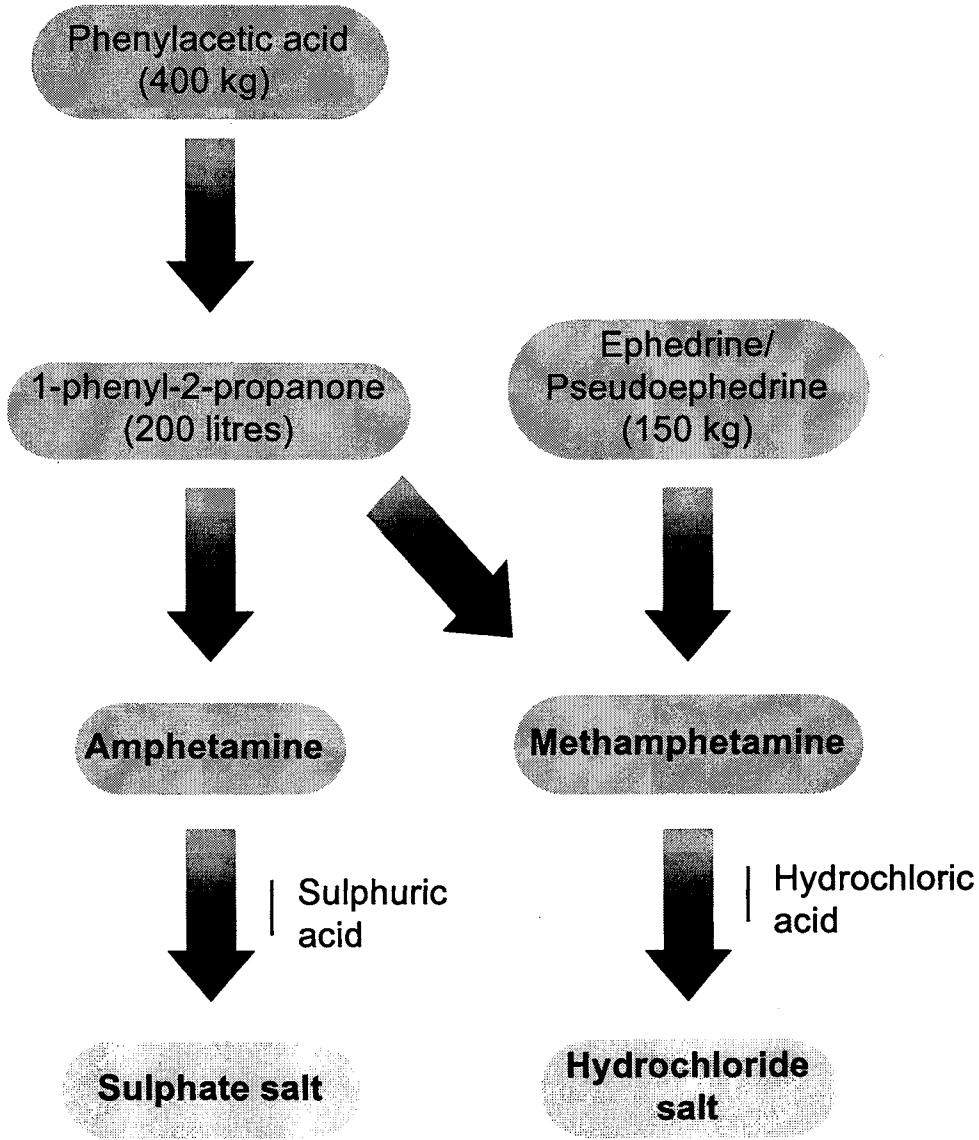 Phenylacetic acid
(400 kg)
1-phenyl-2-propanone
(200 litres)
Ephedrine/
Pseudoephedrine
(150 kg)
Amphetamine
Methamphetamine
Sulphuric
acid
Hydrochloric
acid
Sulphate salt
Hydrochloride
salt